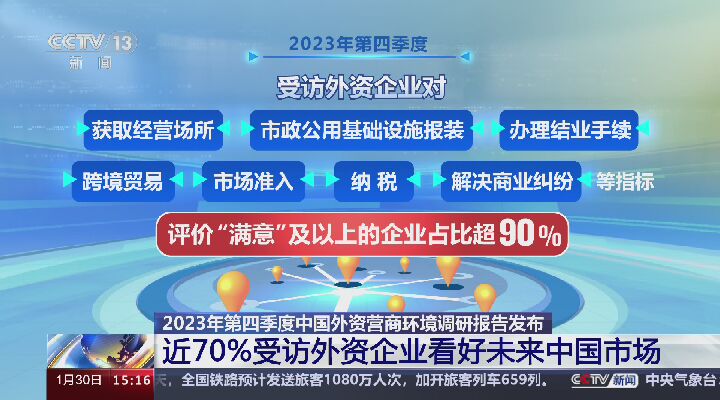 CCTV 13
新闻
2023年第四季度
受访外资企业对
获取经营场所 市政公用基础设施报装 办理结业手续
跨境贸易 市场准入 纳税 解决商业纠纷 等指标
评价“满意”及以上的企业占比超90%
2023年第四季度中国外资营商环境调研报告发布
近70%受访外资企业看好未来中国市场
1月30日 15:16 天，全国铁路预计发送旅客1080万人次，加开旅客列车659列。 CCTV 新闻 中央气象台